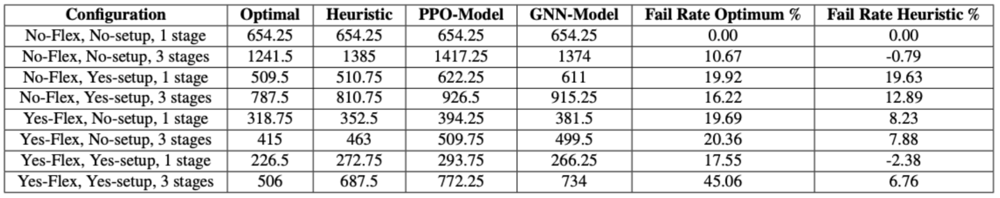 Configuration Optimal Heuristic PPO-Model GNN-Model Fail Rate Optimum % Fail Rate Heuristic %
No-Flex, No-setup, 1 stage 654.25 654.25 654.25 654.25 0.00 0.00
No-Flex, No-setup, 3 stages 1241.5 1385 1417.25 1374 10.67 -0.79
No-Flex, Yes-setup, 1 stage 509.5 510.75 622.25 611 19.92 19.63
No-Flex, Yes-setup, 3 stages 787.5 810.75 926.5 915.25 16.22 12.89
Yes-Flex, No-setup, 1 stage 318.75 352.5 394.25 381.5 19.69 8.23
Yes-Flex, No-setup, 3 stages 415 463 509.75 499.5 20.36 7.88
Yes-Flex, Yes-setup, 1 stage 226.5 272.75 293.75 266.25 17.55 -2.38
Yes-Flex, Yes-setup, 3 stages 506 687.5 772.25 734 45.06 6.76